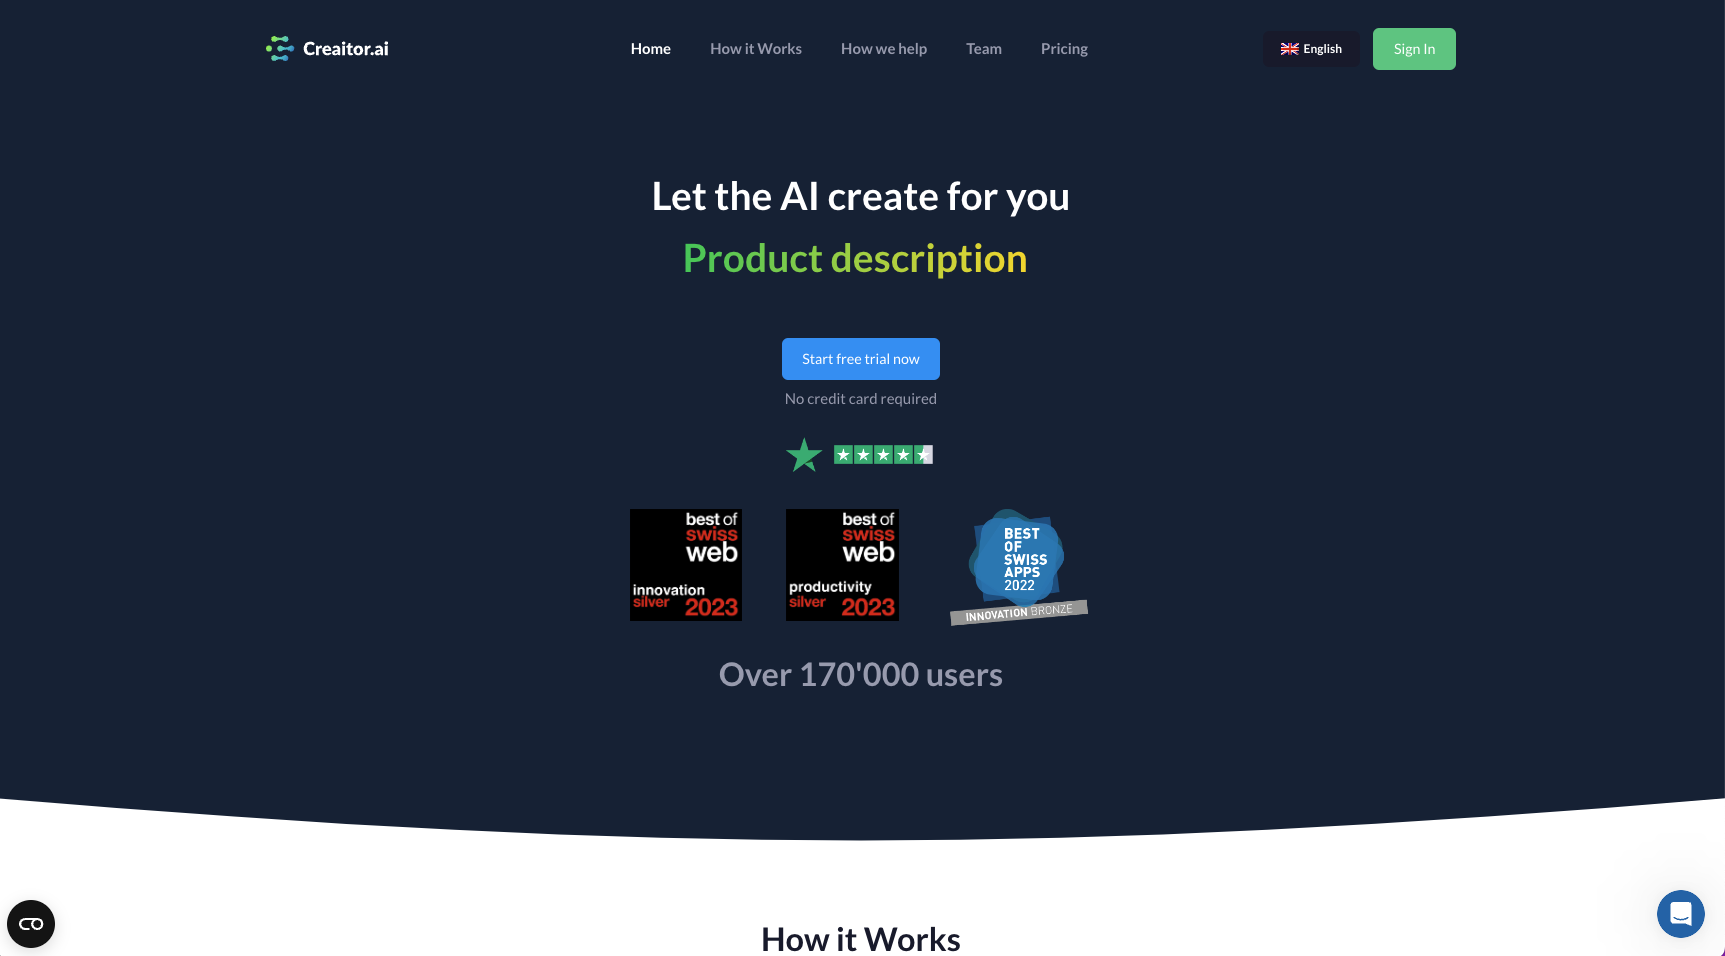 Creaitor.ai
Home
How it Works
How we help
Team
Pricing
English
Sign In
Let the AI create for you
Product description
Start free trial now
No credit card required
best of
swiss
web
innovation
silver 2023
best of
swiss
web
productivity
silver 2023
BEST
OF
SWISS
APPS
2022
INNOVATION BRONZE
Over 170'000 users
How it Works